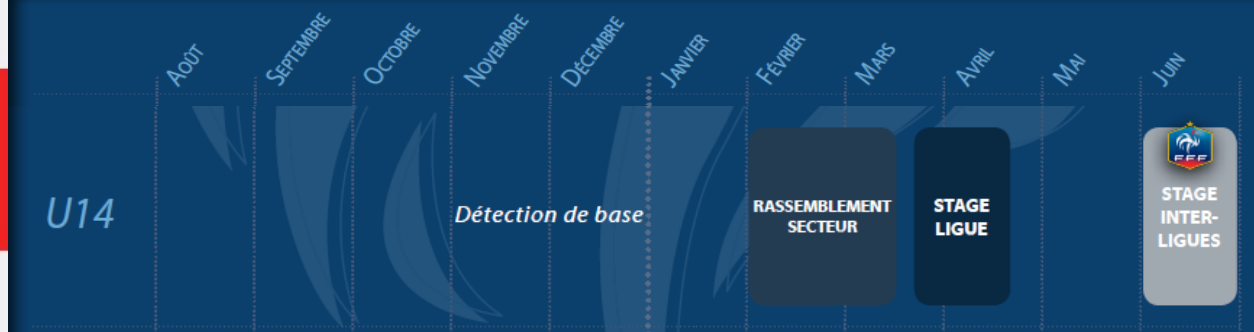 Août
Septembre
Octobre
Novembre
Décembre
Janvier
Février
Mars
Avril
Mai
Juin
U14
Détection de base
RASSEMBLEMENT
SECTEUR
STAGE
LIGUE
FFF
STAGE
INTER-
LIGUES